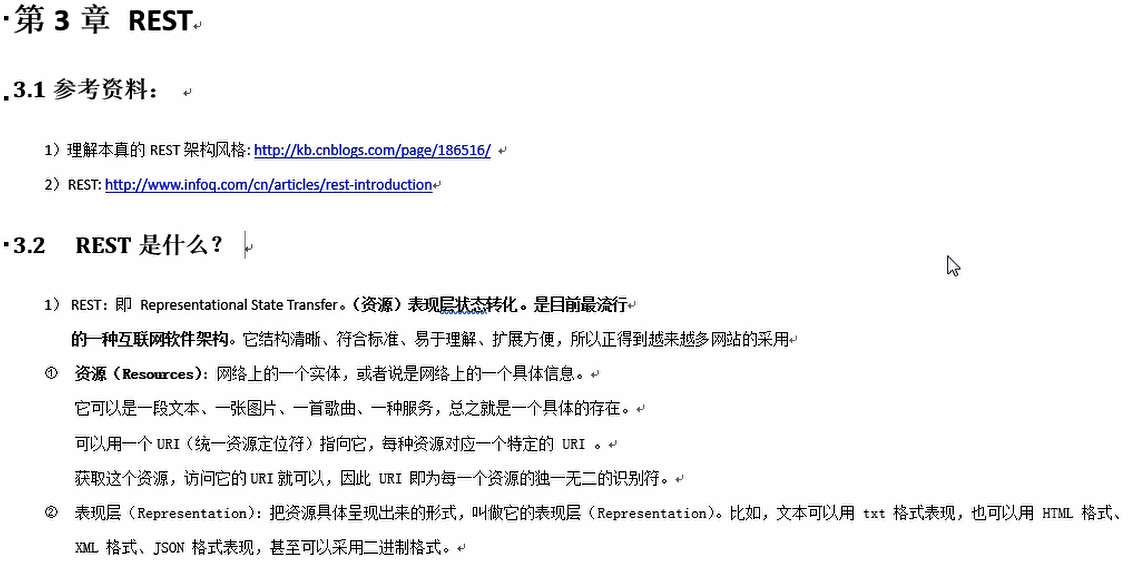 第 3 章 REST
3.1 参考资料：
1）理解本真的 REST 架构风格: http://kb.cnblogs.com/page/186516/
2）REST: http://www.infoq.com/cn/articles/rest-introduction
3.2 REST 是什么？
1） REST：即 Representational State Transfer。（资源）表现层状态转化。是目前最流行
的一种互联网软件架构。它结构清晰、符合标准、易于理解、扩展方便，所以正得到越来越多网站的采用
① 资源（Resources）：网络上的一个实体，或者说是网络上的一个具体信息。
它可以是一段文本、一张图片、一首歌曲、一种服务，总之就是一个具体的存在。
可以用一个 URI（统一资源定位符）指向它，每种资源对应一个特定的 URI 。
获取这个资源，访问它的 URI 就可以，因此 URI 即为每一个资源的独一无二的识别符。
② 表现层（Representation）：把资源具体呈现出来的形式，叫做它的表现层（Representation）。比如，文本可以用 txt 格式表现，也可以用 HTML 格式、
XML 格式、JSON 格式表现，甚至可以采用二进制格式。